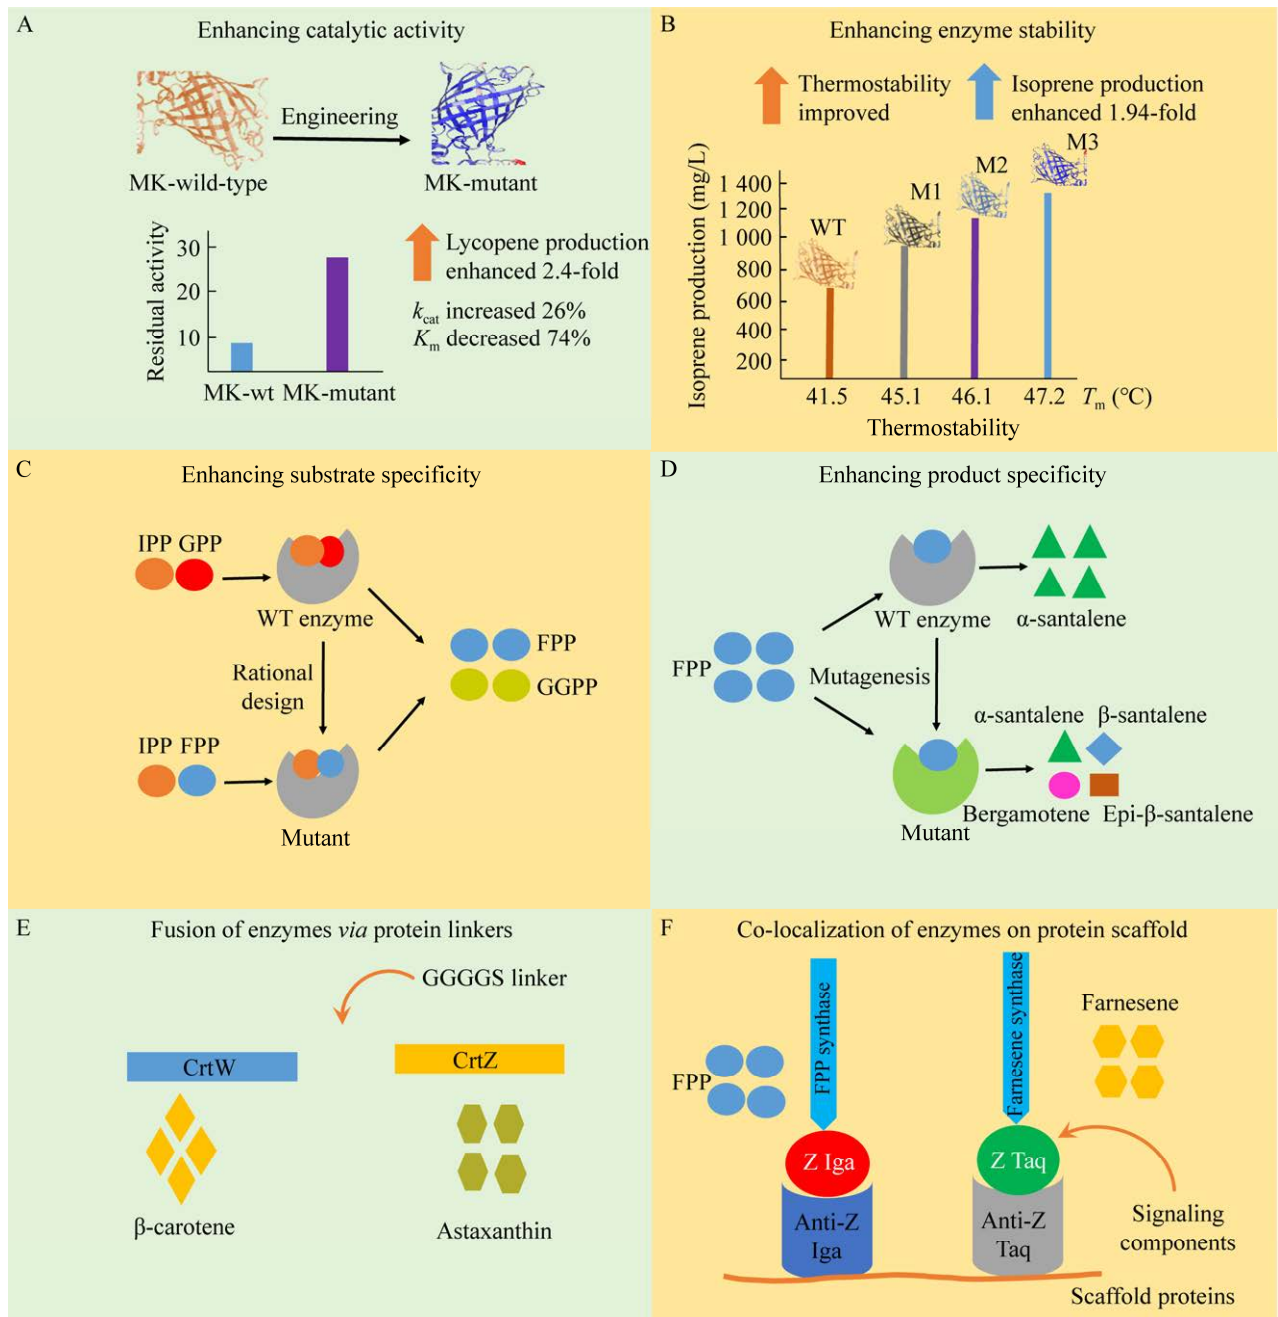 A
Enhancing catalytic activity
Engineering
MK-wild-type
MK-mutant
Residual activity
30
20
10
MK-wt
MK-mutant
Lycopene production
enhanced 2.4-fold
kcat increased 26%
Km decreased 74%
B
Enhancing enzyme stability
Thermostability
improved
Isoprene production
enhanced 1.94-fold
Isoprene production (mg/L)
1 400
1 200
1 000
800
600
400
200
WT
M1
M2
M3
41.5
45.1
46.1
47.2
Tm (°C)
Thermostability
C
Enhancing substrate specificity
IPP GPP
WT enzyme
Rational
design
FPP
GGPP
IPP FPP
Mutant
D
Enhancing product specificity
WT enzyme
α-santalene
FPP
Mutagenesis
α-santalene
β-santalene
Bergamotene
Epi-β-santalene
Mutant
E
Fusion of enzymes via protein linkers
GGGGS linker
CrtW
CrtZ
β-carotene
Astaxanthin
F
Co-localization of enzymes on protein scaffold
FPP synthase
Farnesene synthase
Farnesene
FPP
Z Iga
Z Taq
Anti-Z
Iga
Anti-Z
Taq
Signaling
components
Scaffold proteins